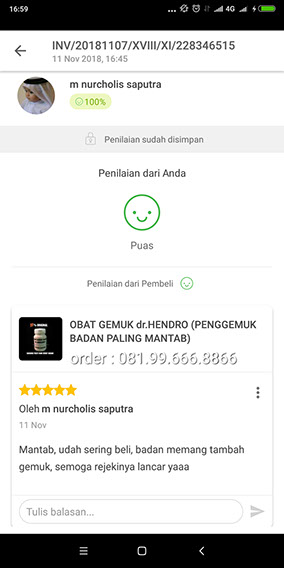 16:59
4G
INV/20181107/XVIII/XI/228346515
11 Nov 2018, 16:45
m nurcholis saputra
100%
Penilaian sudah disimpan
Penilaian dari Anda
Puas
Penilaian dari Pembeli
OBAT GEMUK dr.HENDRO (PENGGEMUK
BADAN PALING MANTAB)
order : 081.99.666.8866
Oleh m nurcholis saputra
11 Nov
Mantab, udah sering beli, badan memang tambah
gemuk, semoga rejekinya lancar yaaa
Tulis balasan...